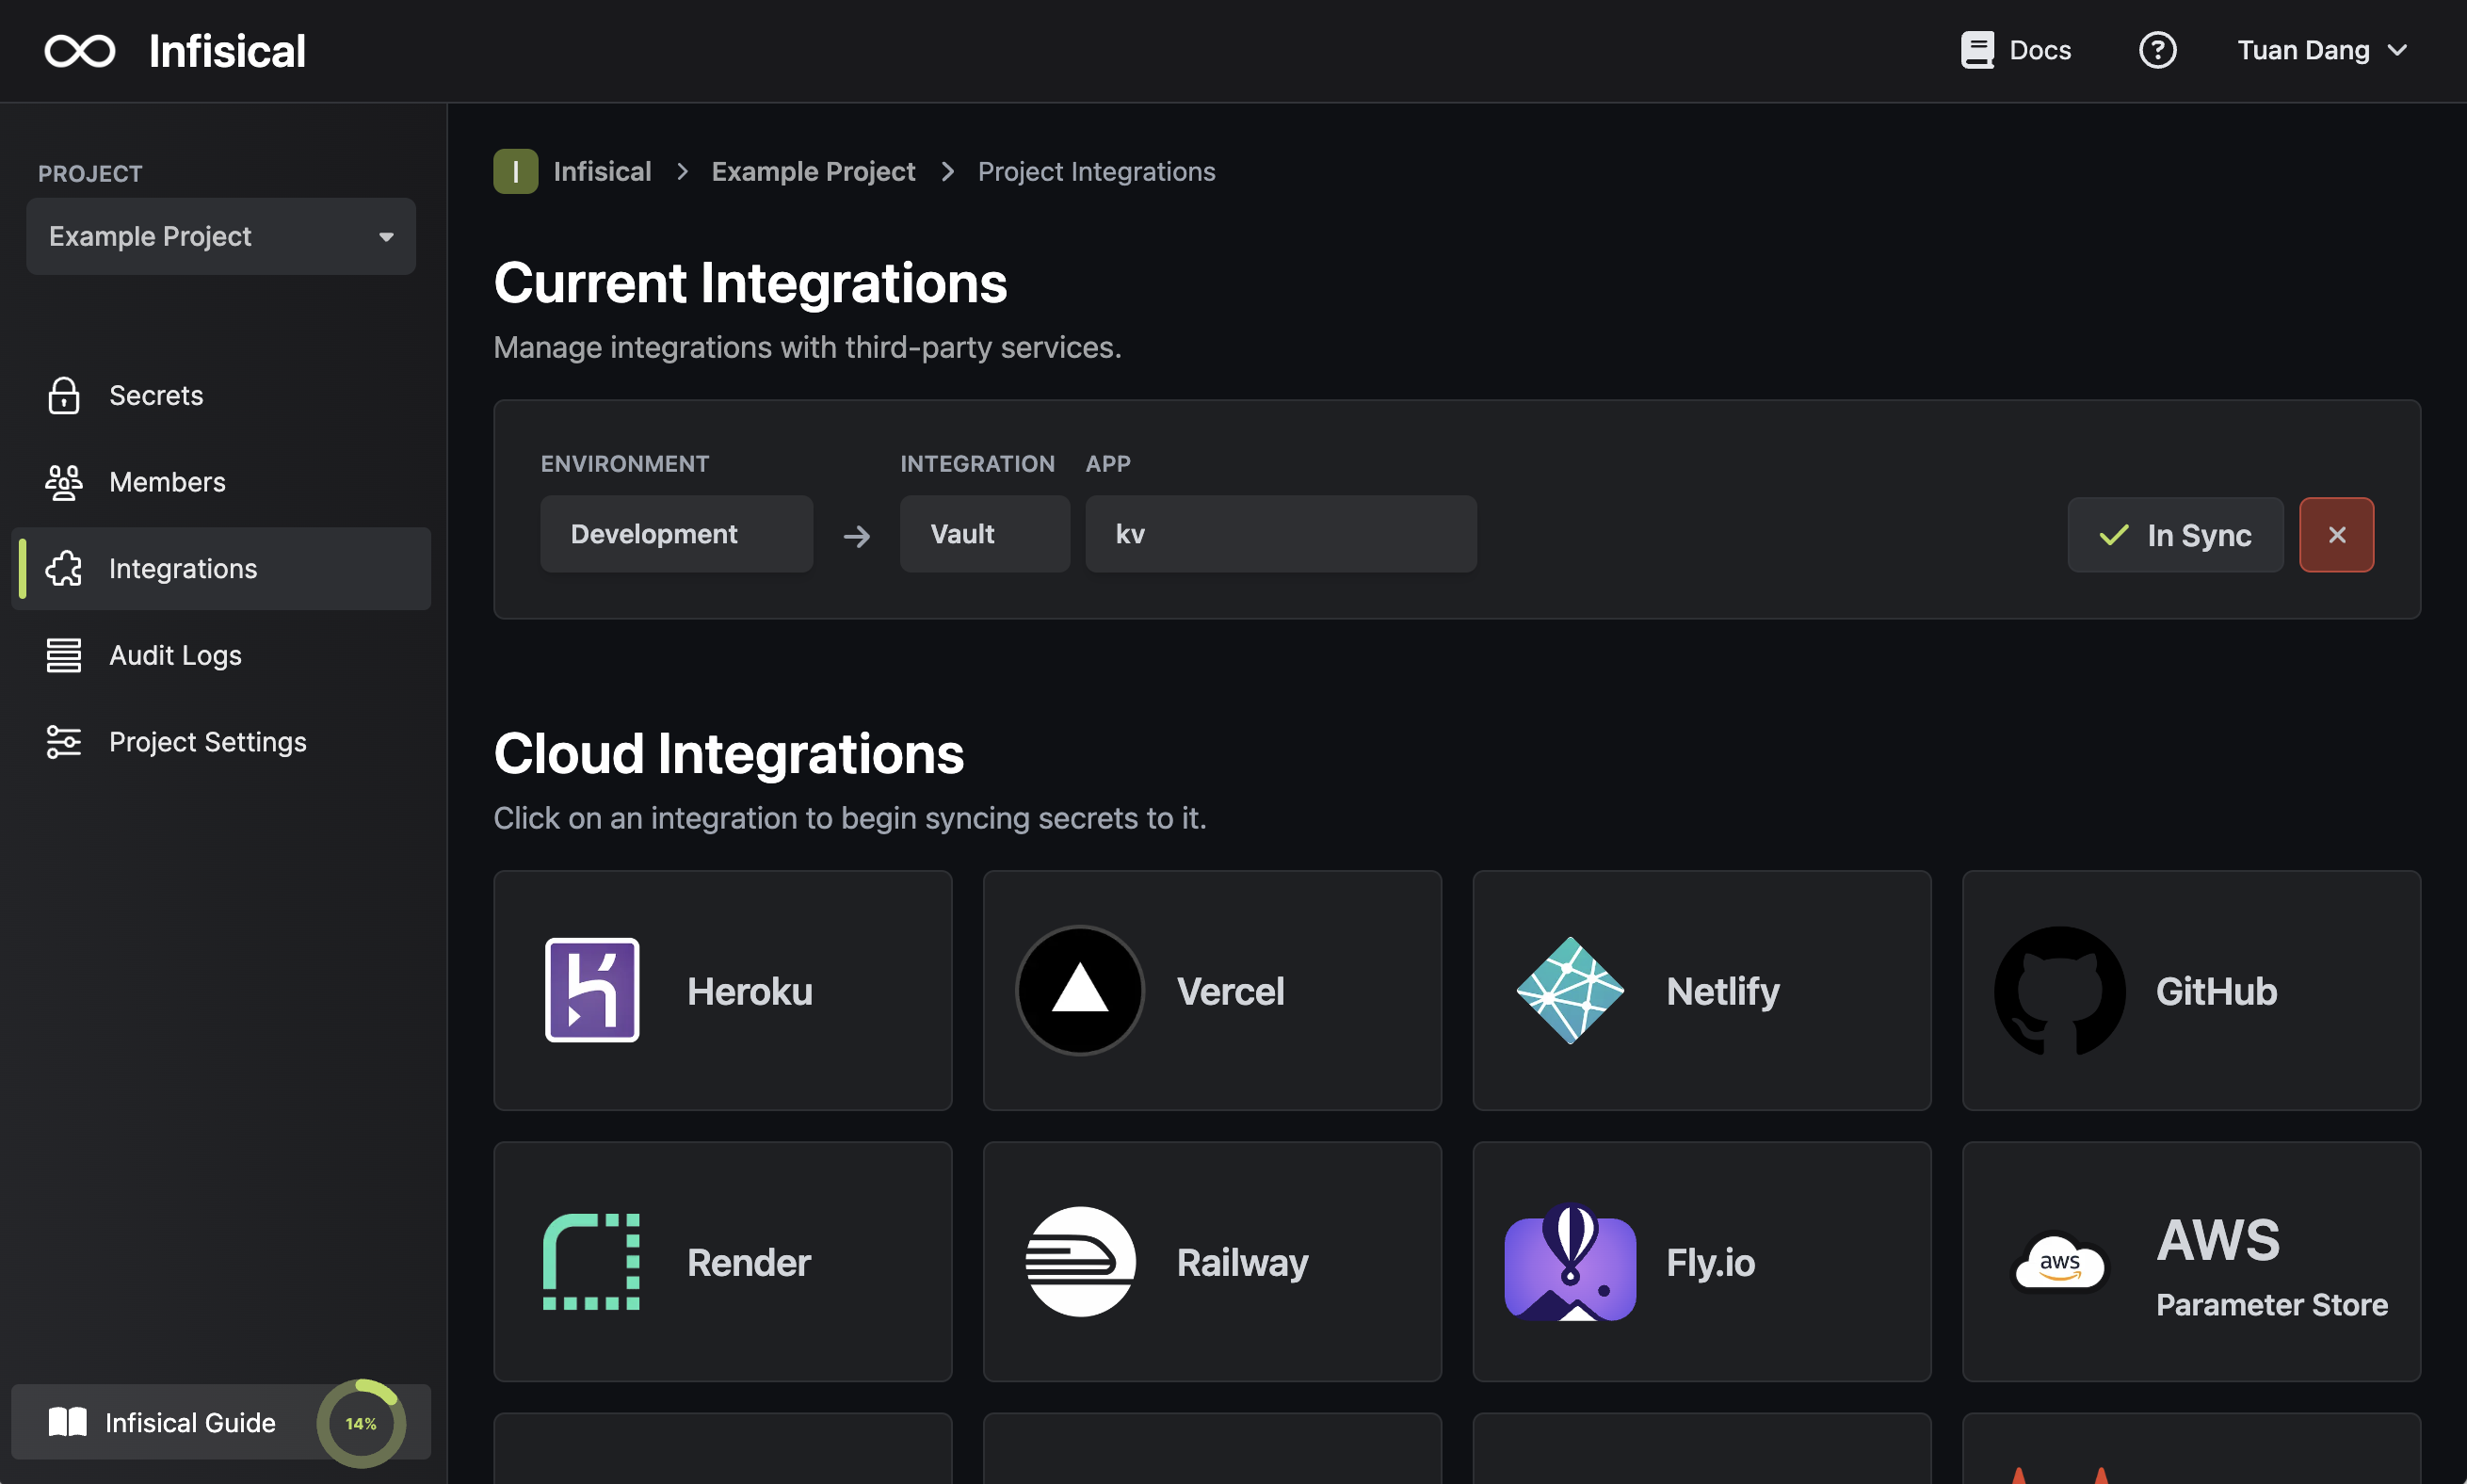 Infisical
Docs
Tuan Dang
PROJECT
Example Project
Secrets
Members
Integrations
Audit Logs
Project Settings
Infisical Guide
14%
I Infisical > Example Project > Project Integrations
Current Integrations
Manage integrations with third-party services.
ENVIRONMENT INTEGRATION APP
Development → Vault kv
In Sync
Cloud Integrations
Click on an integration to begin syncing secrets to it.
Heroku
Vercel
Netlify
GitHub
Render
Railway
Fly.io
aws
AWS
Parameter Store